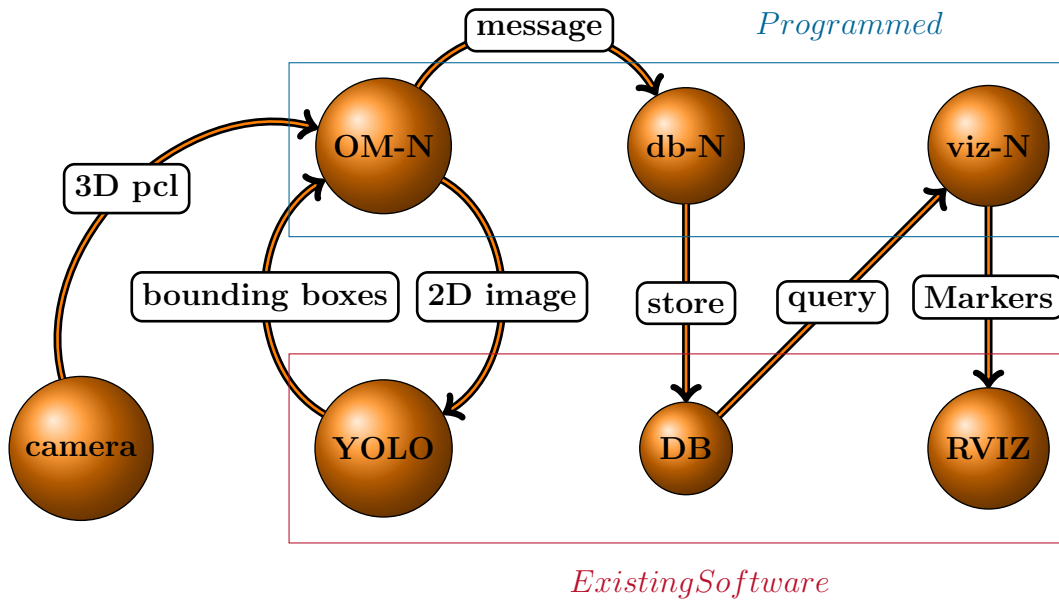 message
Programmed
OM-N
db-N
viz-N
3D pcl
bounding boxes
2D image
store
query
Markers
camera
YOLO
DB
RVIZ
ExistingSoftware